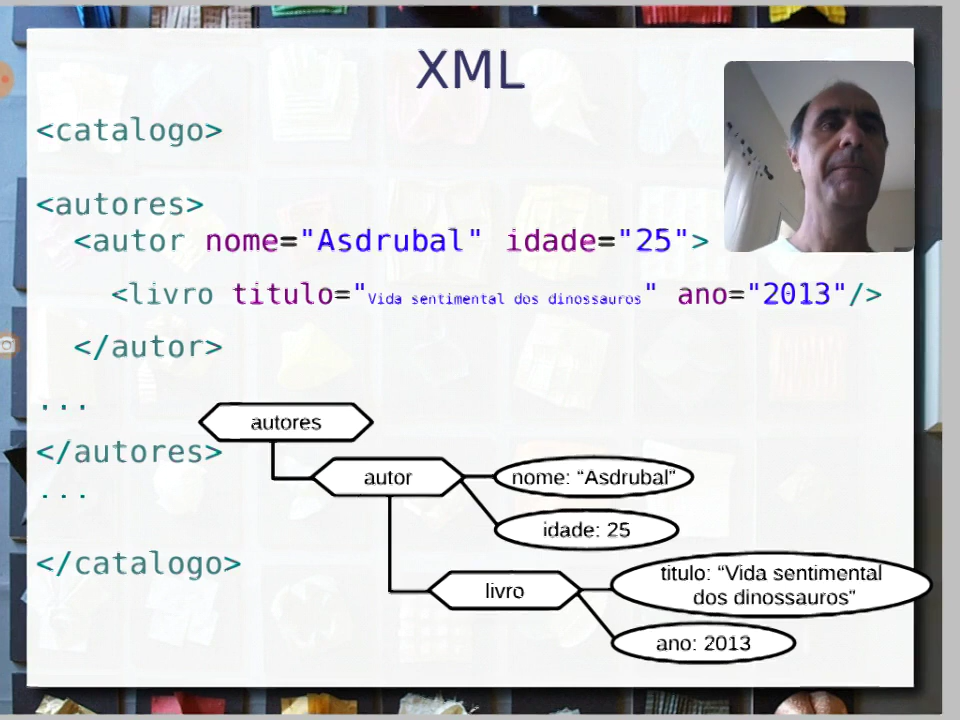 XML
<catalogo>
<autores>
<autor nome="Asdrubal" idade="25">
<livro titulo="Vida sentimental dos dinossauros" ano="2013"/>
</autor>
...
</autores>
...
</catalogo>
autores
autor
nome: “Asdrubal”
idade: 25
livro
titulo: “Vida sentimental
dos dinossauros”
ano: 2013